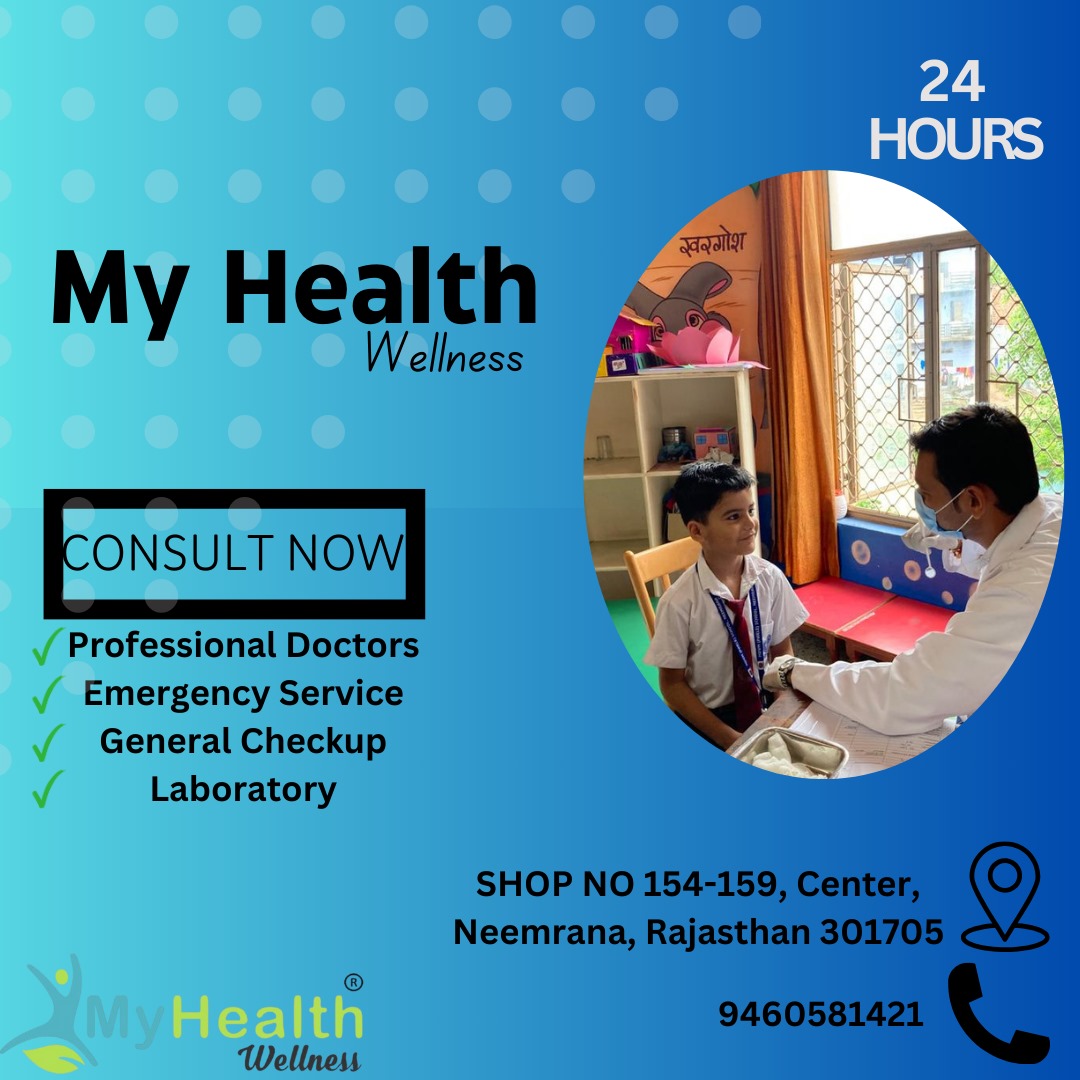 24
HOURS
खरगोश
My Health
Wellness
CONSULT NOW
Professional Doctors
Emergency Service
General Checkup
Laboratory
SHOP NO 154-159, Center,
Neemrana, Rajasthan 301705
9460581421
MyHealth®
Wellness